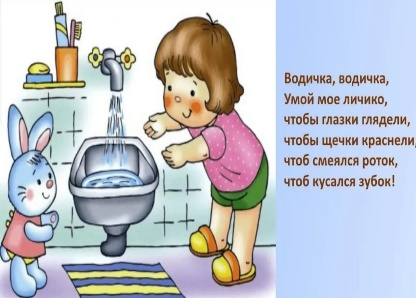 Водичка, водичка,
Умой мое личико,
чтобы глазки глядели,
чтобы щечки краснели,
чтоб смеялся роток,
чтоб кусался зубок!